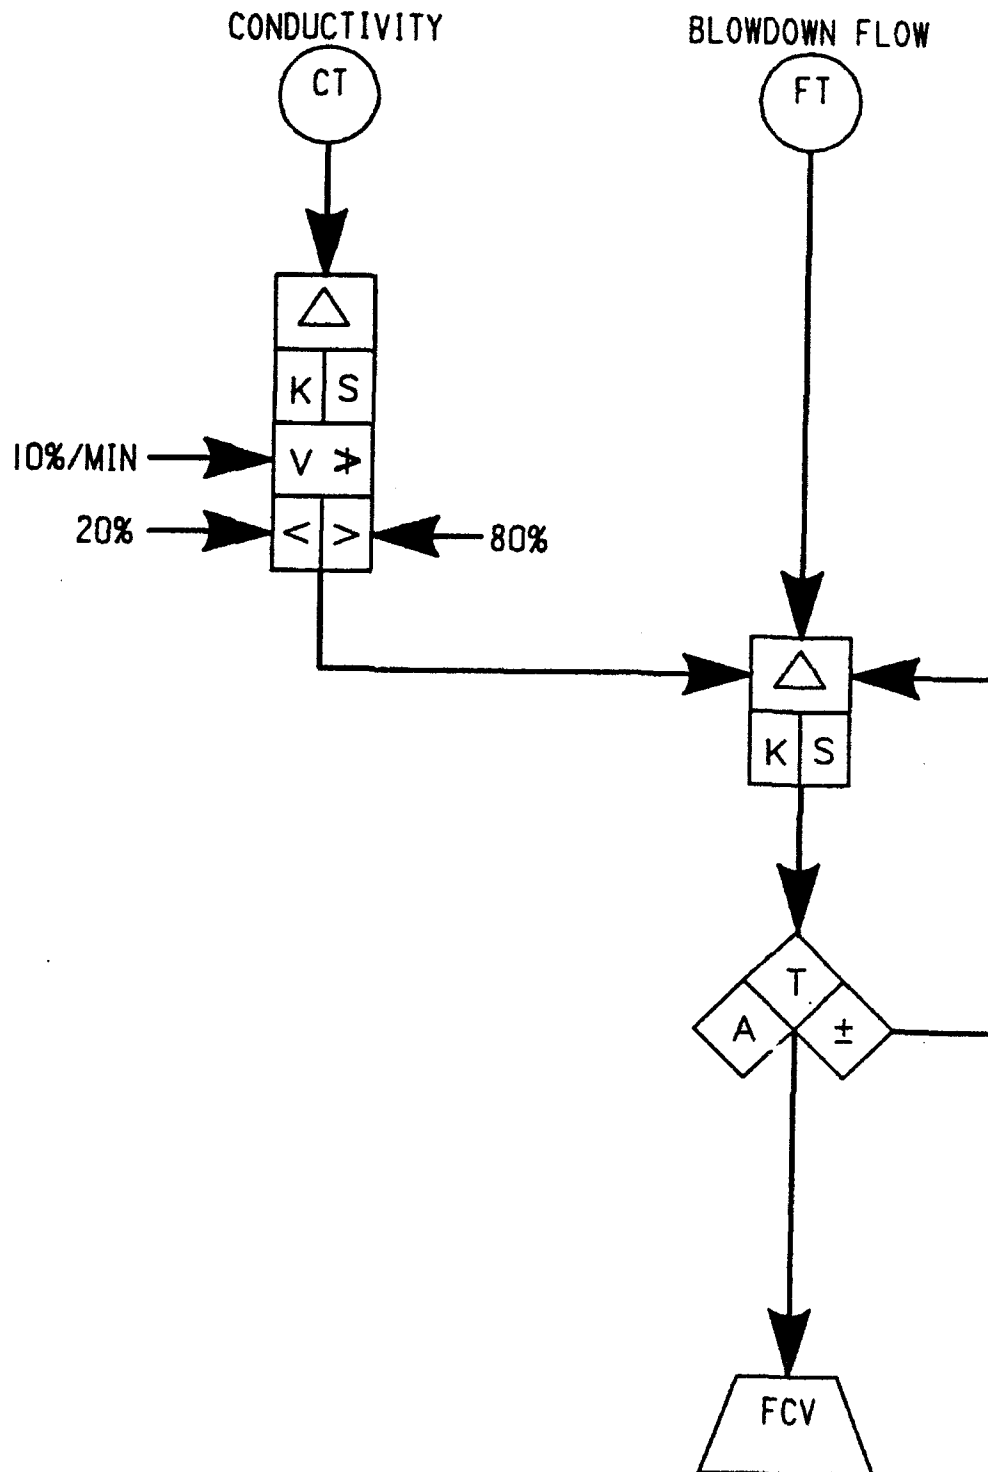 CONDUCTIVITY
BLOWDOWN FLOW
CT
FT
△
K S
10%/MIN
V ≯
20%
< >
80%
△
K S
T
A ±
FCV